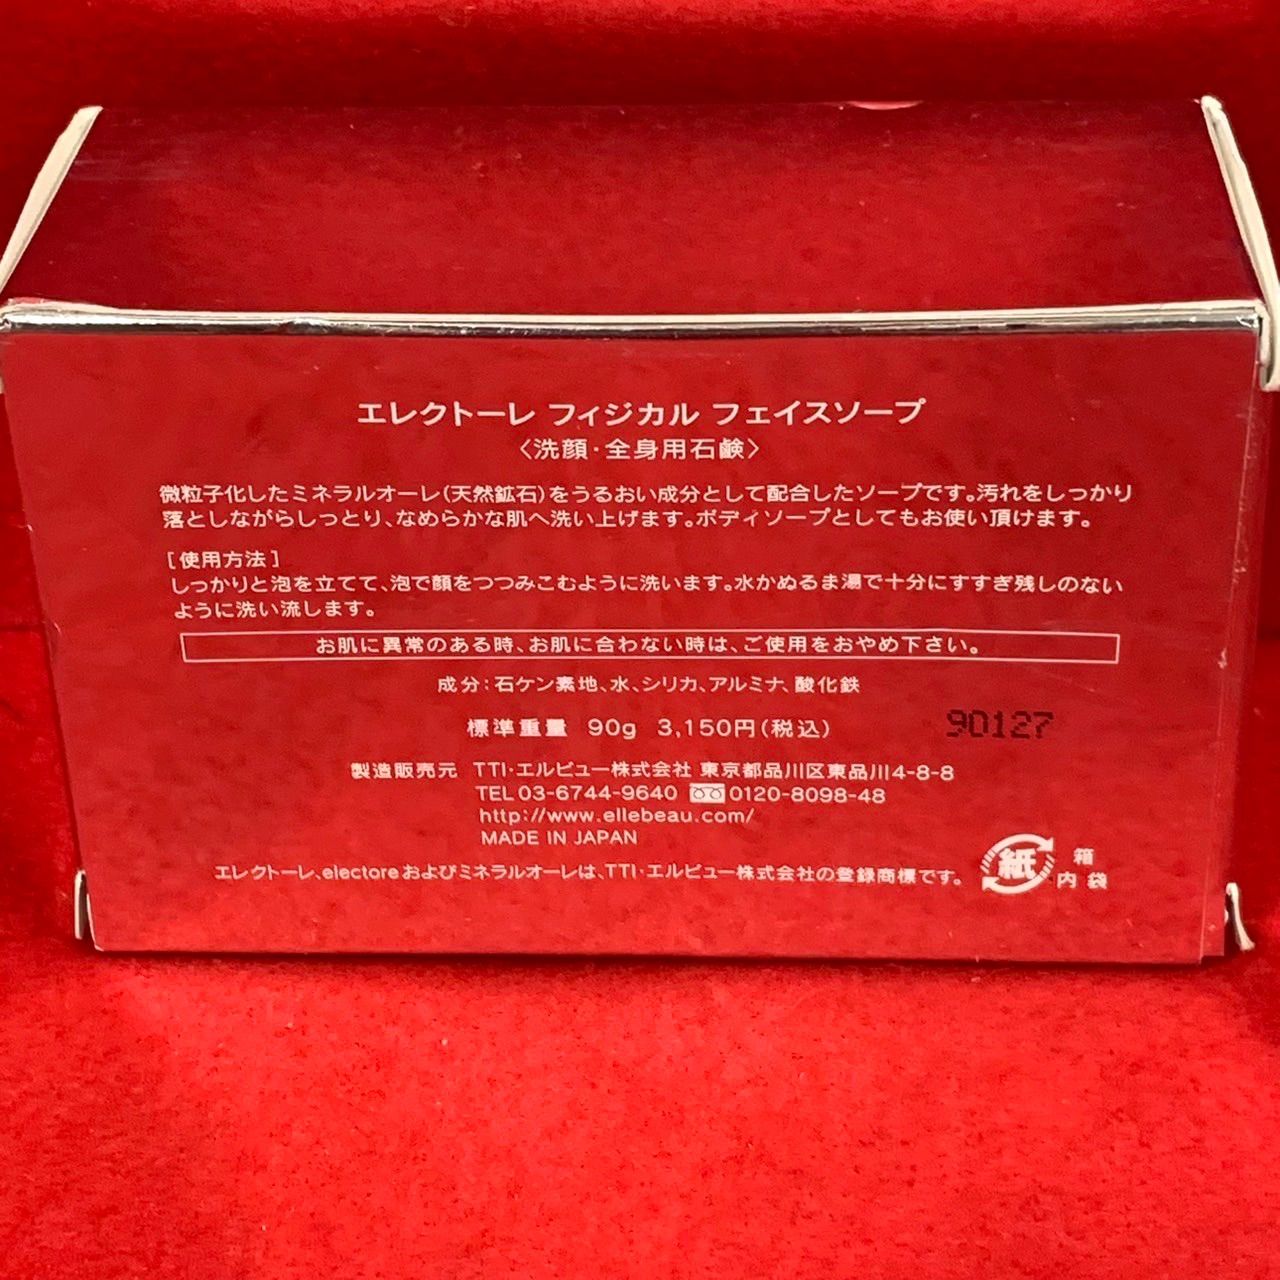 エレクトーレ フィジカル フェイスソープ
〈洗顔・全身用石鹸〉
微粒子化したミネラルオーレ(天然鉱石)をうるおい成分として配合したソープです。汚れをしっかり
落としながらしっとり、なめらかな肌へ洗い上げます。ボディソープとしてもお使い頂けます。
[使用方法]
しっかりと泡を立てて、泡で顔をつつみこむように洗います。水かぬるま湯で十分にすすぎ残しのない
ように洗い流します。
お肌に異常のある時、お肌に合わない時は、ご使用をおやめ下さい。
成分:石ケン素地、水、シリカ、アルミナ、酸化鉄
標準重量 90g 3,150円(税込)
90127
製造販売元 TTI・エルビュー株式会社 東京都品川区東品川4-8-8
TEL 03-6744-9640 0120-8098-48
http://www.ellebeau.com/
MADE IN JAPAN
エレクトーレ、electoreおよびミネラルオーレは、TTI・エルビュー株式会社の登録商標です。
紙 箱
内袋